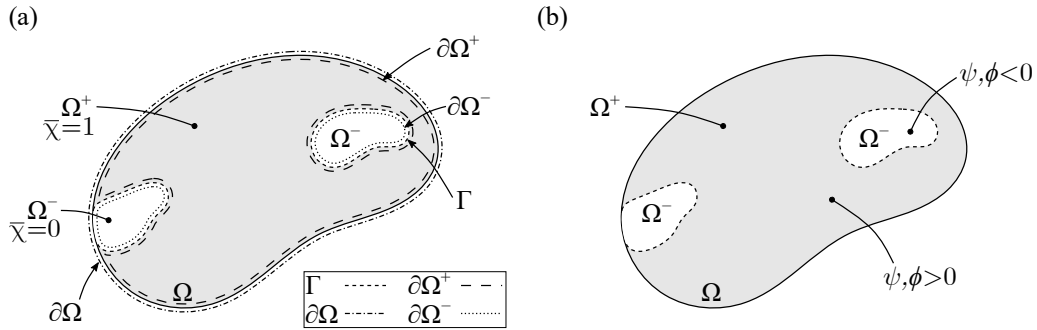 (a)
∂Ω⁺
Ω⁺
χ̅=1
∂Ω⁻
Ω⁻
Γ
Ω⁻
χ̅=0
Ω
∂Ω
Γ ∂Ω⁺
∂Ω ∂Ω⁻
(b)
ψ,ϕ<0
Ω⁺
Ω⁻
Ω⁻
ψ,ϕ>0
Ω